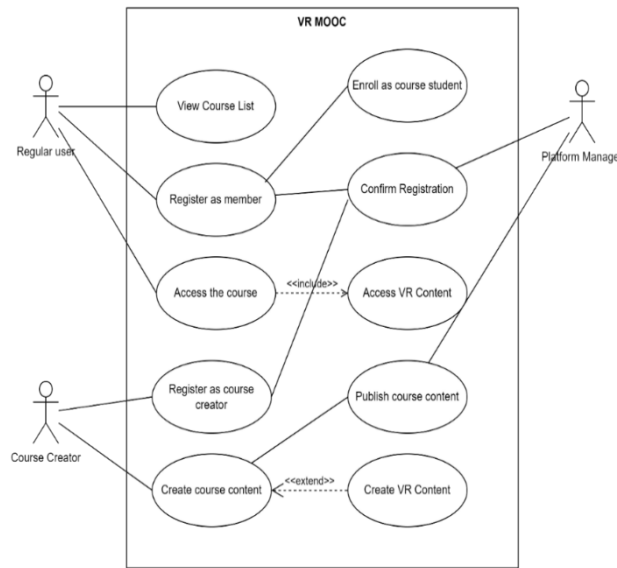 VR MOOC
View Course List
Enroll as course student
Regular user
Platform Manage
Register as member
Confirm Registration
Access the course
<<include>>
Access VR Content
Register as course
creator
Publish course content
Course Creator
Create course content
<<extend>>
Create VR Content